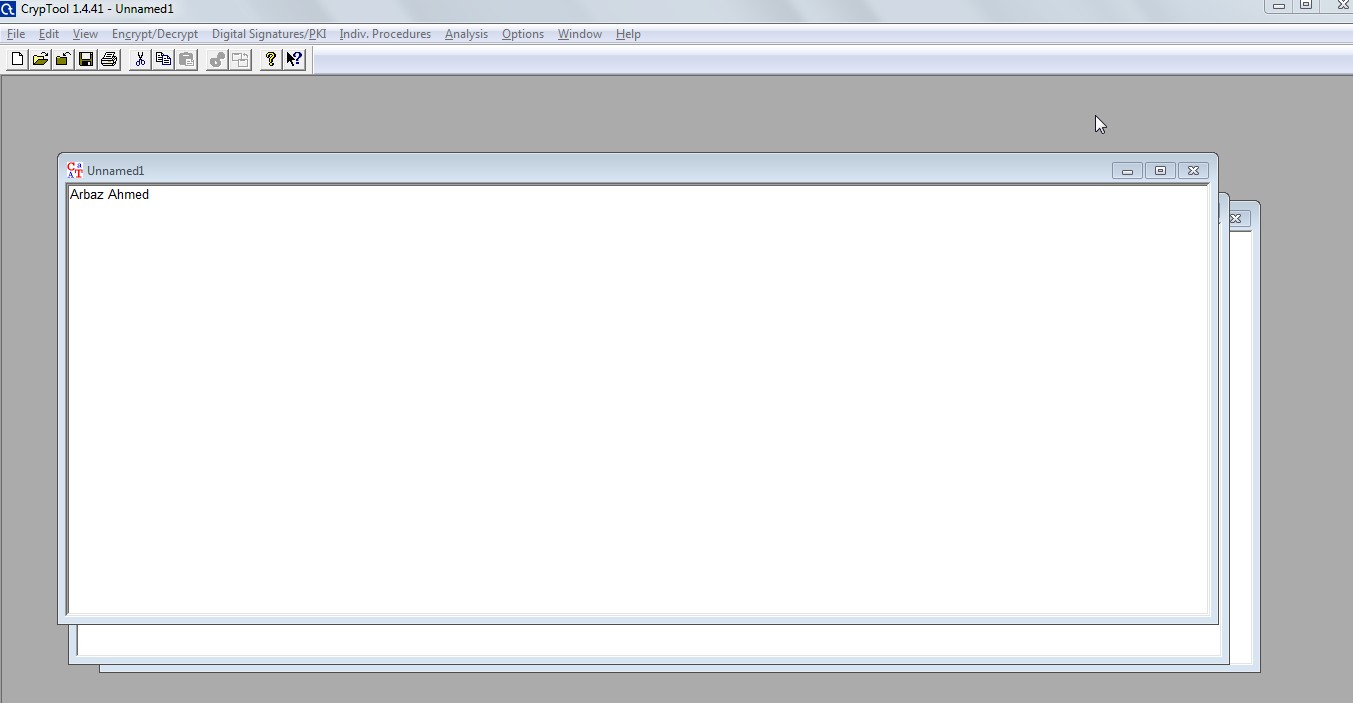 CrypTool 1.4.41 - Unnamed1
File Edit View Encrypt/Decrypt Digital Signatures/PKI Indiv. Procedures Analysis Options Window Help
Unnamed1
Arbaz Ahmed